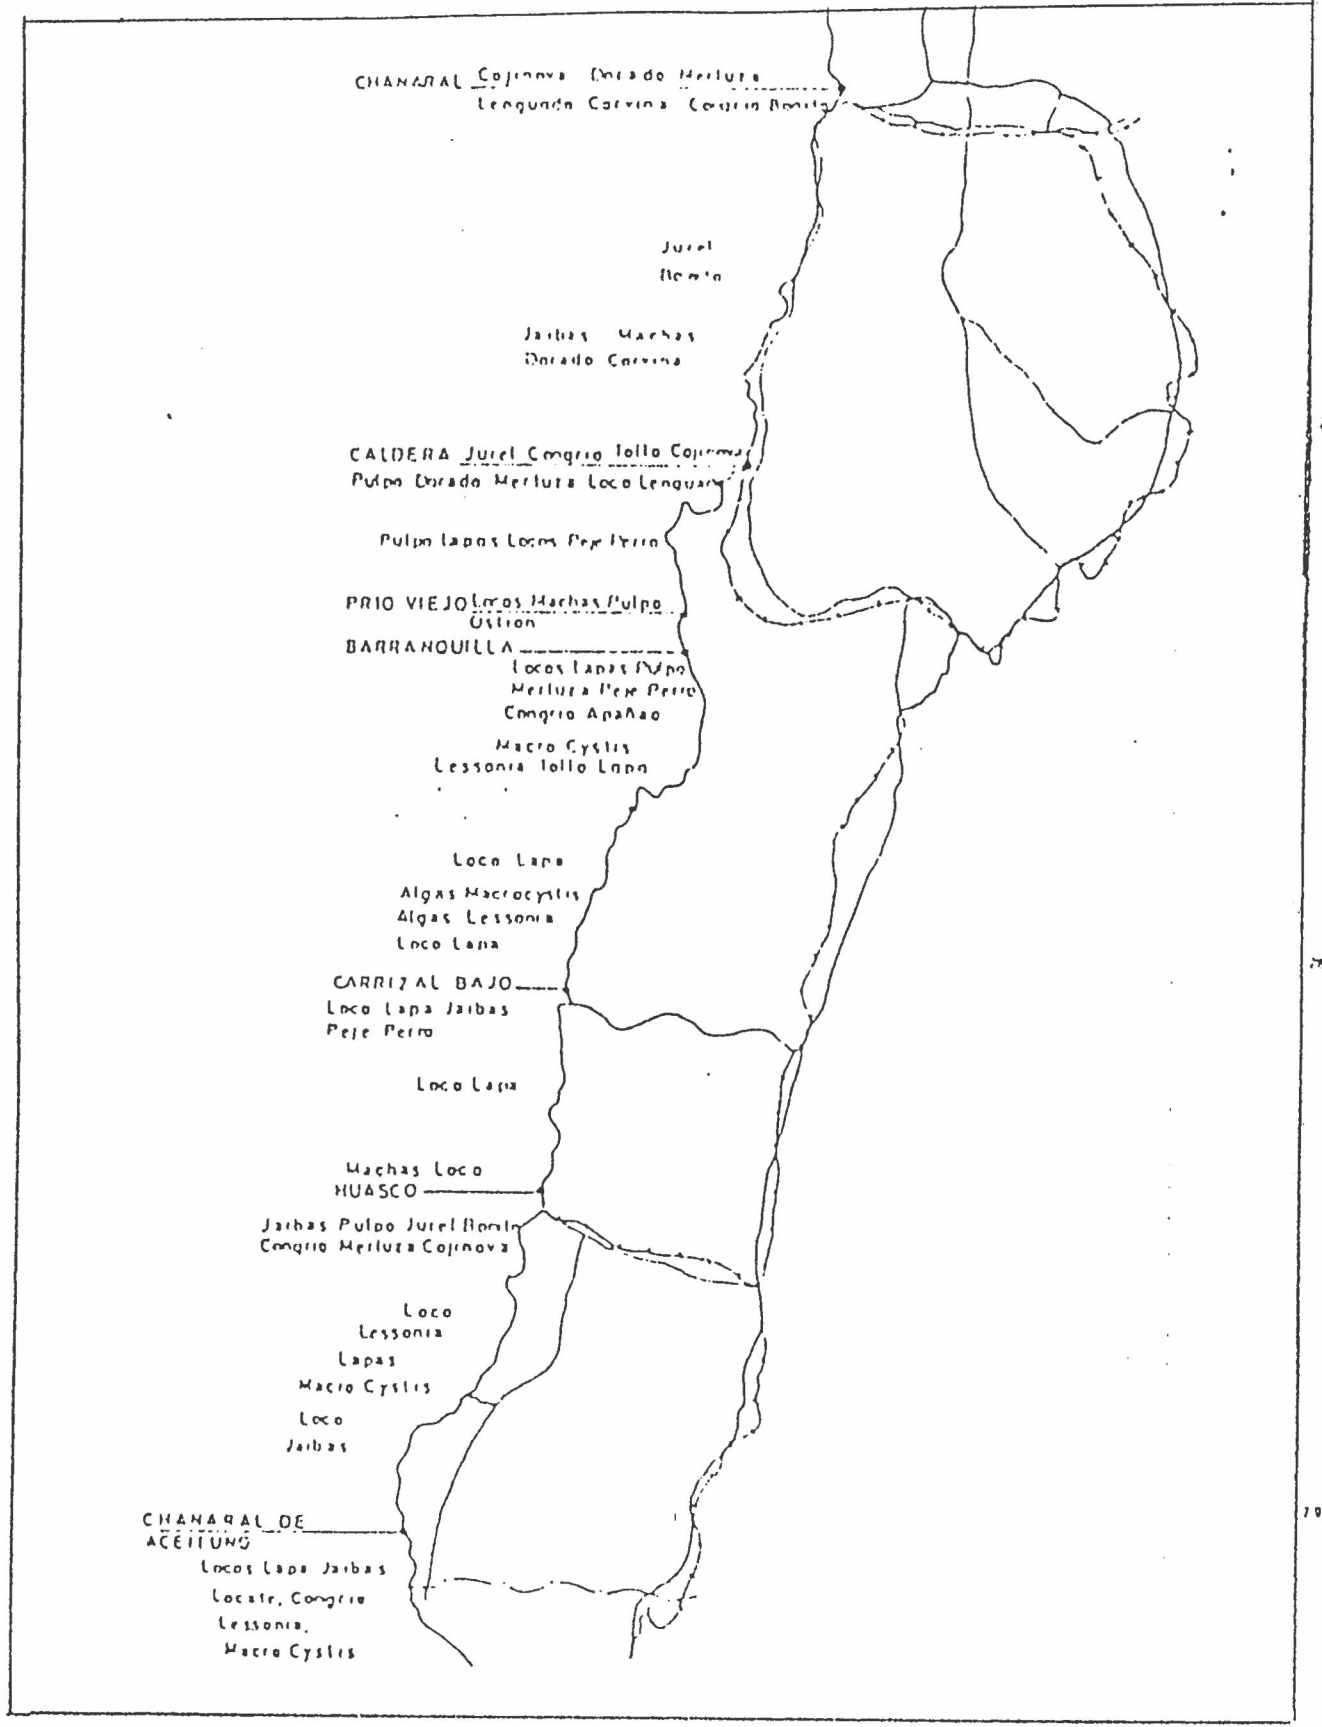 CHAÑARAL Cojinova Dorado Merluza
Lenguado Corvina Congrio Bonito
Jurel
Bonito
Jaibas Machas
Dorado Corvina
CALDERA Jurel Congrio Tollo Cojinova
Pulpo Dorado Merluza Loco Lenguado
Pulpo Lapas Locos Peje Perro
PTO VIEJO Locos Machas Pulpo
Ostion
BARRANQUILLA
Locos Lapas Pulpo
Merluza Peje Perro
Congrio Apañao
Macro Cystis
Lessonia Tollo Lapa
Loco Lapa
Algas Macrocystis
Algas Lessonia
Loco Lapa
CARRIZAL BAJO
Loco Lapa Jaibas
Peje Perro
Loco Lapa
Machas Loco
HUASCO
Jaibas Pulpo Jurel Bonito
Congrio Merluza Cojinova
Loco
Lessonia
Lapas
Macro Cystis
Loco
Jaibas
CHAÑARAL DE
ACEITUNO
Locos Lapa Jaibas
Locate, Congrio
Lessonia,
Macro Cystis